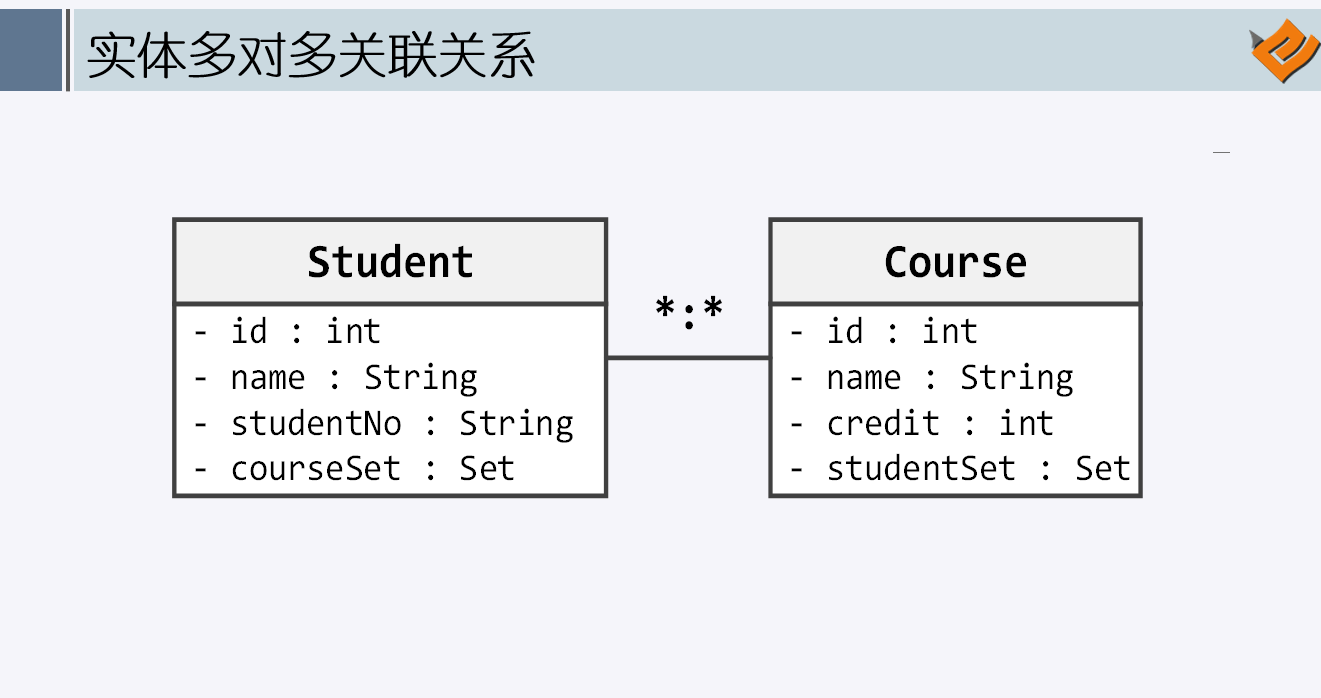 实体多对多关联关系
Student
- id : int
- name : String
- studentNo : String
- courseSet : Set
*:*
Course
- id : int
- name : String
- credit : int
- studentSet : Set